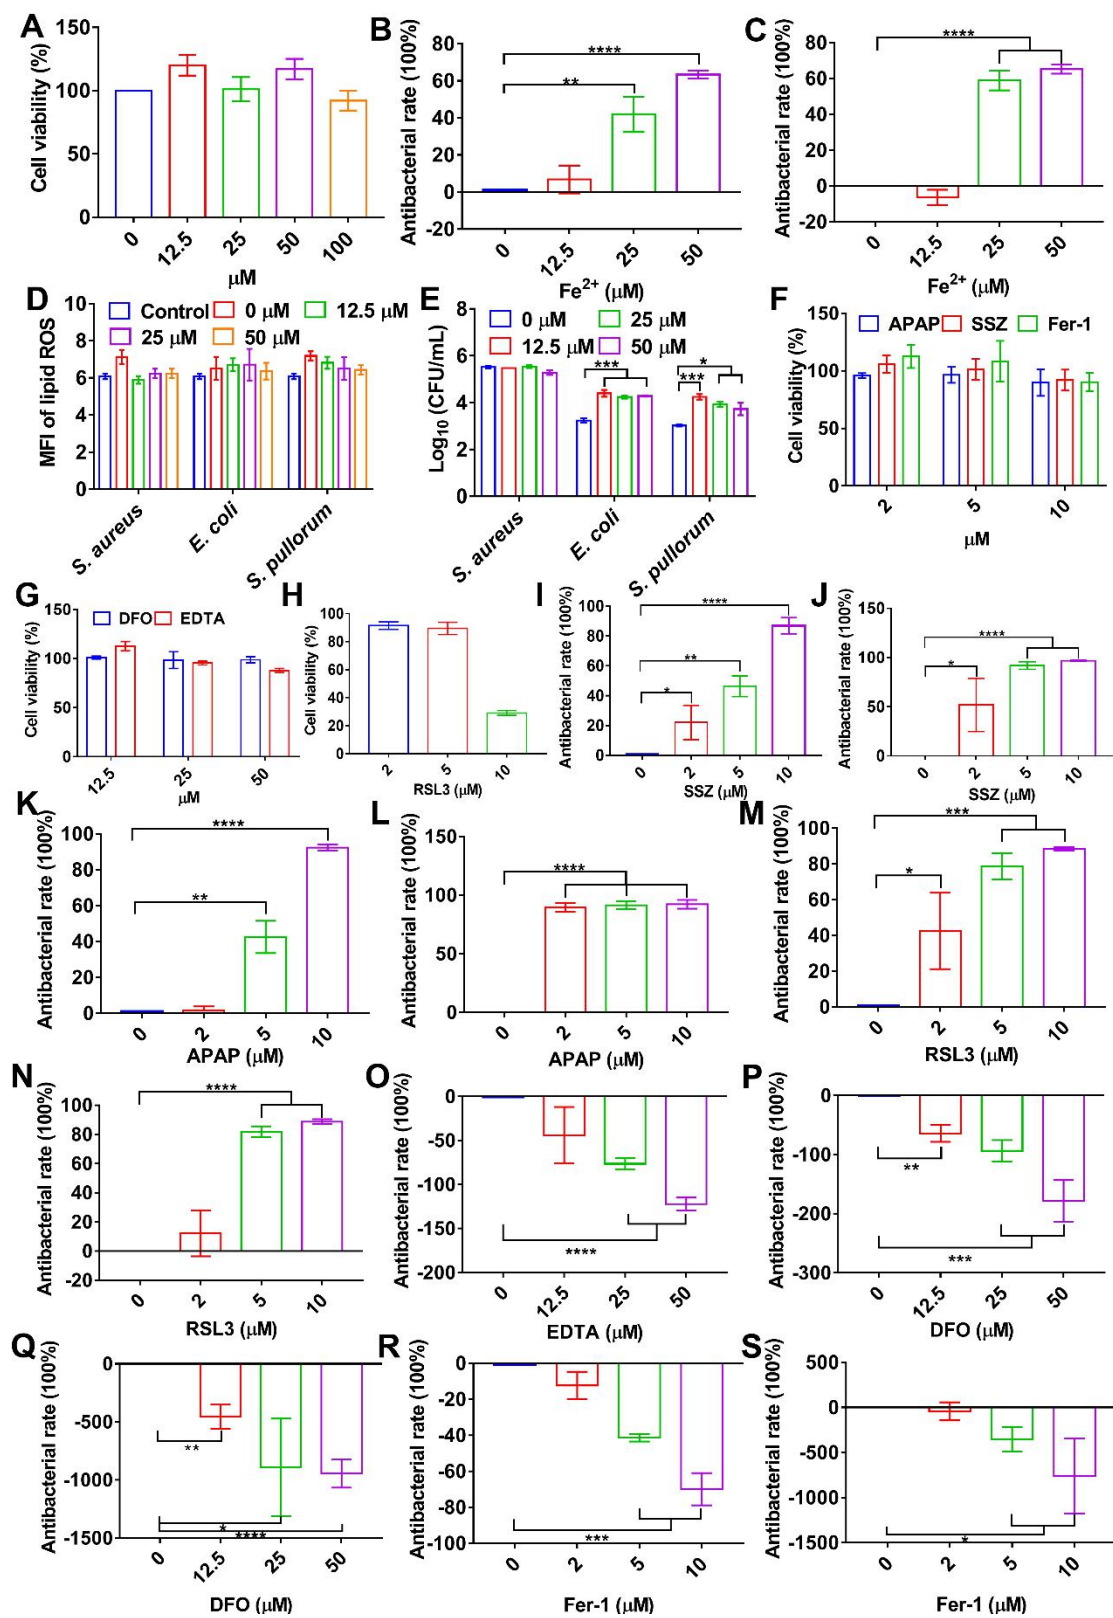 A
Cell viability (%)
150
100
50
0
0 12.5 25 50 100
μM
B
Antibacterial rate (100%)
80
60
40
20
0
-20
** ****
0 12.5 25 50
Fe2+ (μM)
C
Antibacterial rate (100%)
80
60
40
20
0
-20
****
0 12.5 25 50
Fe2+ (μM)
D
Control 0 μM 12.5 μM
25 μM 50 μM
MFI of lipid ROS
10
8
6
4
2
0
S. aureus E. coli S. pullorum
E
0 μM 25 μM
12.5 μM 50 μM
Log10 (CFU/mL)
8
6
4
2
0
*** *** *
S. aureus E. coli S. pullorum
F
APAP SSZ Fer-1
Cell viability (%)
150
100
50
0
2 5 10
μM
G
DFO EDTA
Cell viability (%)
150
100
50
0
12.5 25 50
μM
H
Cell viability (%)
100
80
60
40
20
0
2 5 10
RSL3 (μM)
I
Antibacterial rate (100%)
100
80
60
40
20
0
* ** ****
0 2 5 10
SSZ (μM)
J
Antibacterial rate (100%)
150
100
50
0
* ****
0 2 5 10
SSZ (μM)
K
Antibacterial rate (100%)
100
80
60
40
20
0
** ****
0 2 5 10
APAP (μM)
L
Antibacterial rate (100%)
150
100
50
0
****
0 2 5 10
APAP (μM)
M
Antibacterial rate (100%)
100
80
60
40
20
0
* ***
0 2 5 10
RSL3 (μM)
N
Antibacterial rate (100%)
100
80
60
40
20
0
-20
****
0 2 5 10
RSL3 (μM)
O
Antibacterial rate (100%)
0
-50
-100
-150
-200
****
0 12.5 25 50
EDTA (μM)
P
Antibacterial rate (100%)
0
-100
-200
-300
** ***
0 12.5 25 50
DFO (μM)
Q
Antibacterial rate (100%)
0
-500
-1000
-1500
** * ****
0 12.5 25 50
DFO (μM)
R
Antibacterial rate (100%)
0
-20
-40
-60
-80
-100
***
0 2 5 10
Fer-1 (μM)
S
Antibacterial rate (100%)
500
0
-500
-1000
-1500
*
0 2 5 10
Fer-1 (μM)